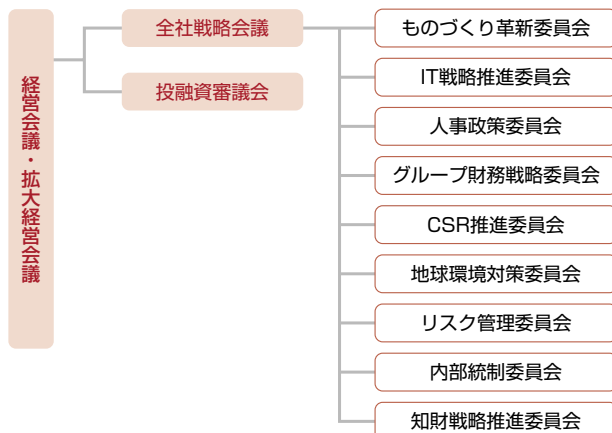 経営会議・拡大経営会議
全社戦略会議
投融資審議会
ものづくり革新委員会
IT戦略推進委員会
人事政策委員会
グループ財務戦略委員会
CSR推進委員会
地球環境対策委員会
リスク管理委員会
内部統制委員会
知財戦略推進委員会